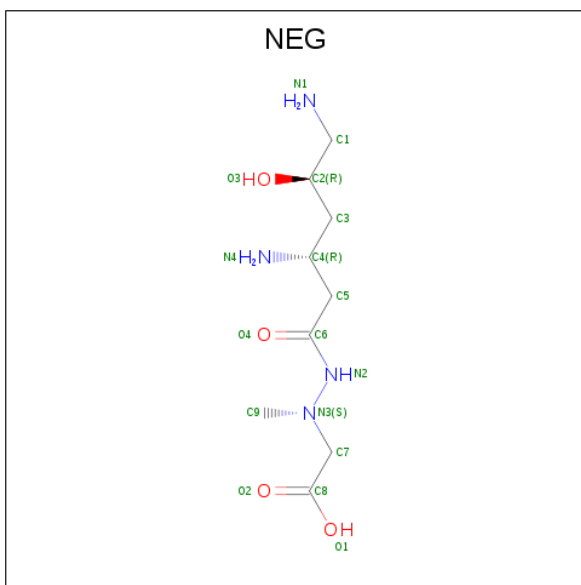 NEG
N1
H₂N
C1
O3 HO C2(R)
C3
N4 H₂N C4(R)
C5
O4 O C6
NH N2
C9 N N3(S)
C7
O2 O C8
OH
O1